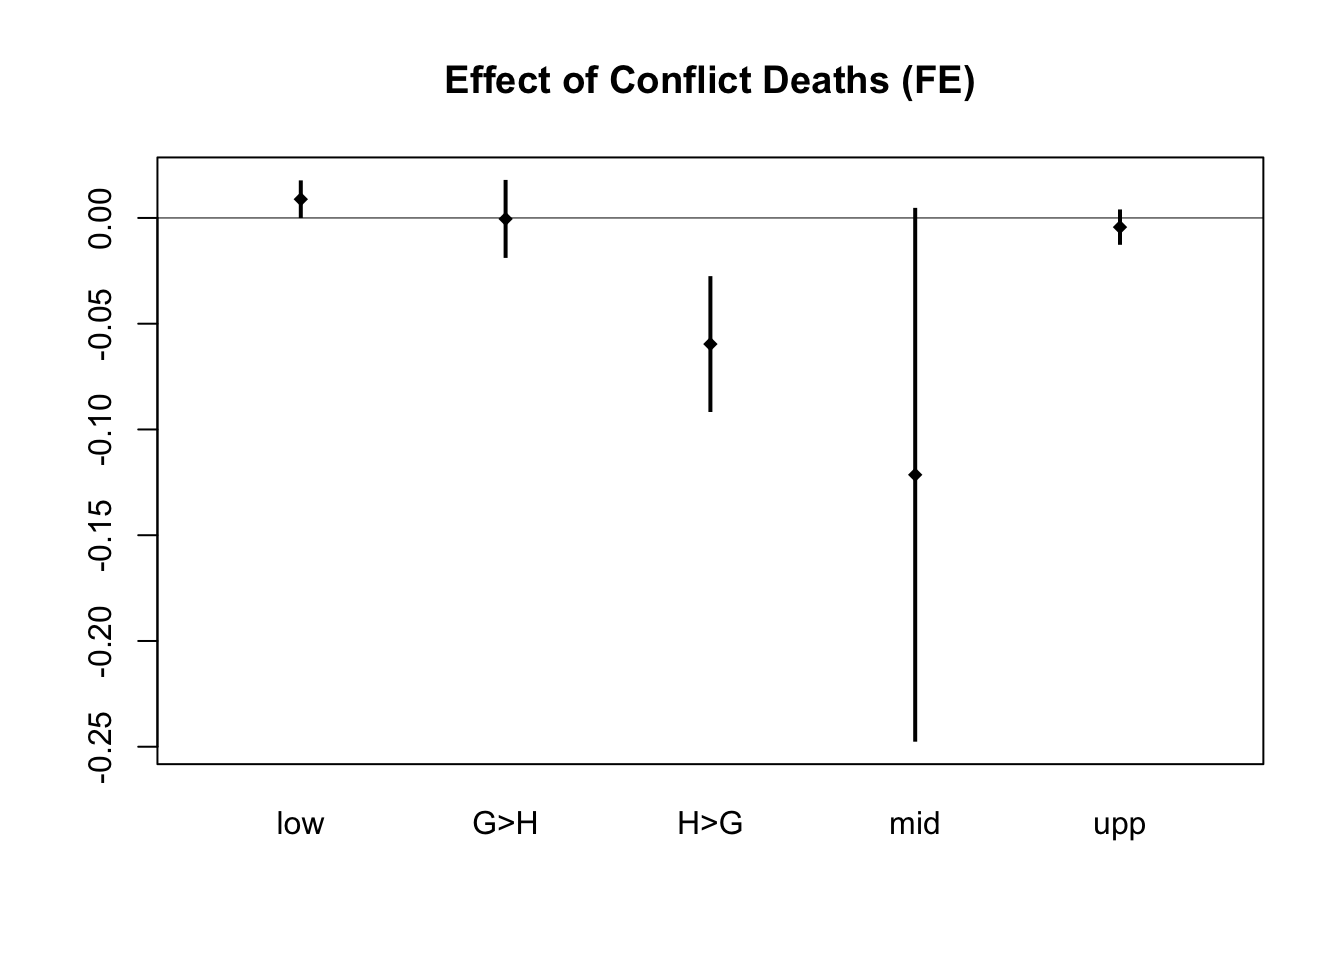 Effect of Conflict Deaths (FE)
0.00
-0.05
-0.10
-0.15
-0.20
-0.25
low
G>H
H>G
mid
upp